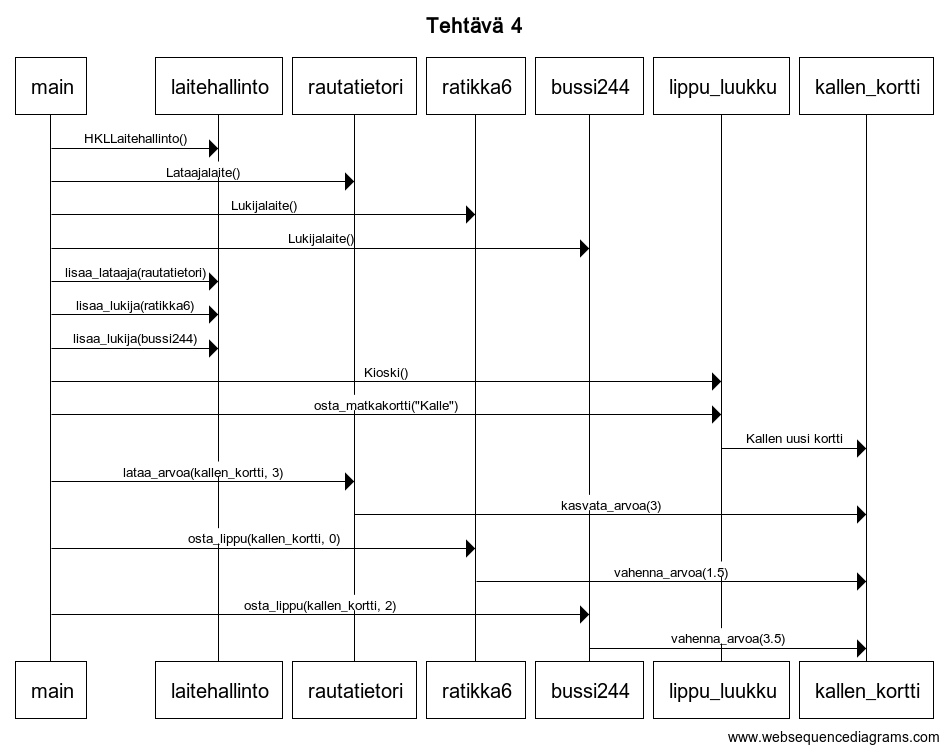 Tehtävä 4
main laitehallinto rautatietori ratikka6 bussi244 lippu_luukku kallen_kortti
HKLLaitehallinto()
Lataajalaite()
Lukijalaite()
Lukijalaite()
lisaa_lataaja(rautatietori)
lisaa_lukija(ratikka6)
lisaa_lukija(bussi244)
Kioski()
osta_matkakortti("Kalle")
Kallen uusi kortti
lataa_arvoa(kallen_kortti, 3)
kasvata_arvoa(3)
osta_lippu(kallen_kortti, 0)
vahenna_arvoa(1.5)
osta_lippu(kallen_kortti, 2)
vahenna_arvoa(3.5)
main laitehallinto rautatietori ratikka6 bussi244 lippu_luukku kallen_kortti
www.websequencediagrams.com